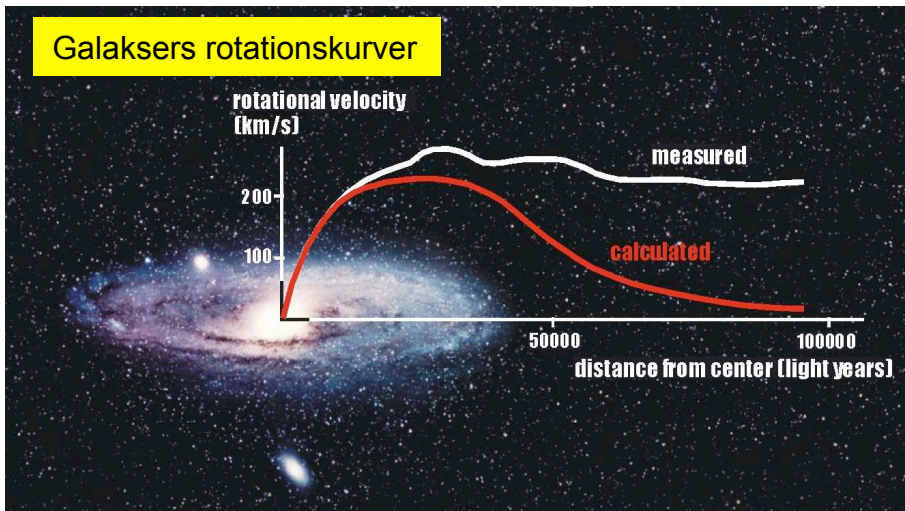 Galaksers rotationskurver
rotational velocity
(km/s)
measured
200
calculated
100
50000
100000
distance from center (light years)